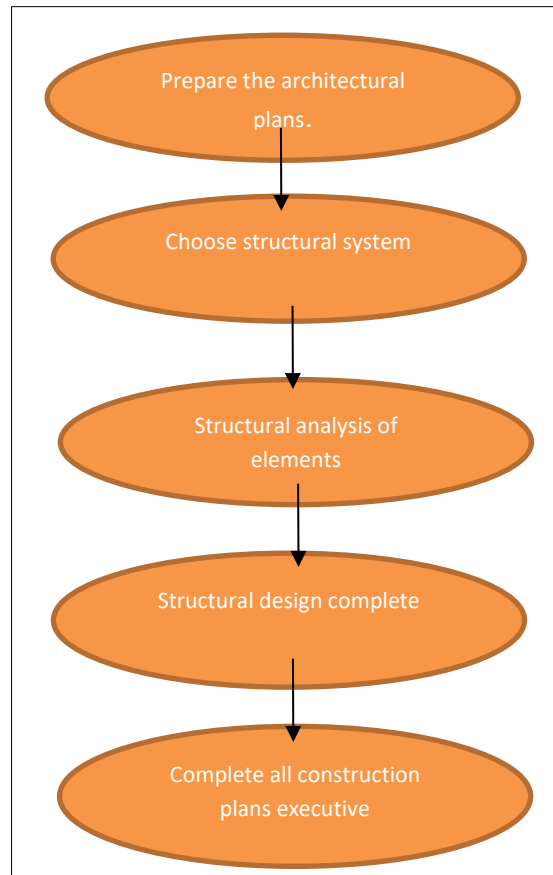 Prepare the architectural
plans.
Choose structural system
Structural analysis of
elements
Structural design complete
Complete all construction
plans executive